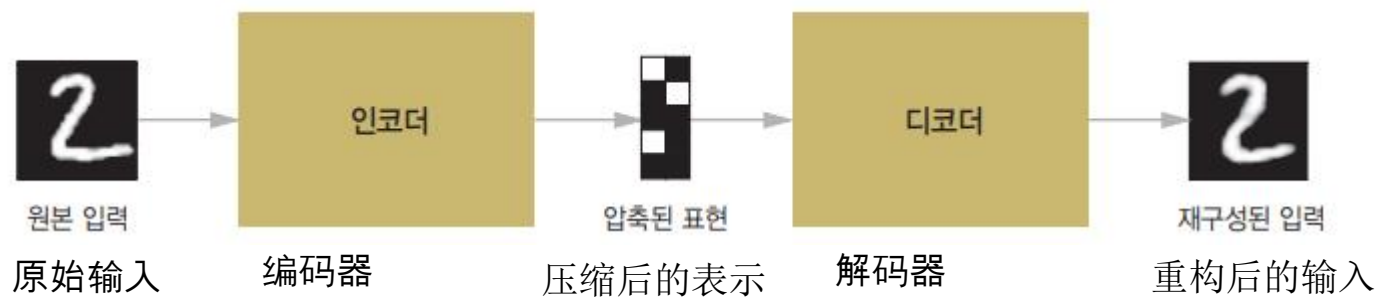 2
인코더
디코더
2
원본 입력
압축된 표현
재구성된 입력
原始输入
编码器
压缩后的表示
解码器
重构后的输入